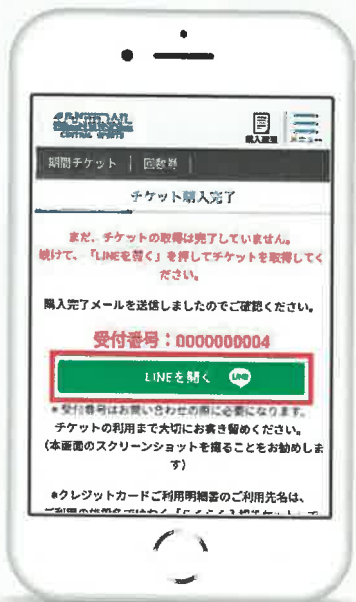 CENTRAL SPORTS
購入履歴
メニュー
期間チケット | 回数券 |
チケット購入完了
まだ、チケットの取得は完了していません。
続けて、「LINEを開く」を押してチケットを取得してく
ださい。
購入完了メールを送信しましたのでご確認ください。
受付番号：0000000004
LINEを開く LINE
*受付番号はお問い合わせの際に必要になります。
チケットの利用まで大切にお書き留めください。
（本画面のスクリーンショットを撮ることをお勧めしま
す）
*クレジットカードご利用明細書のご利用先名は、